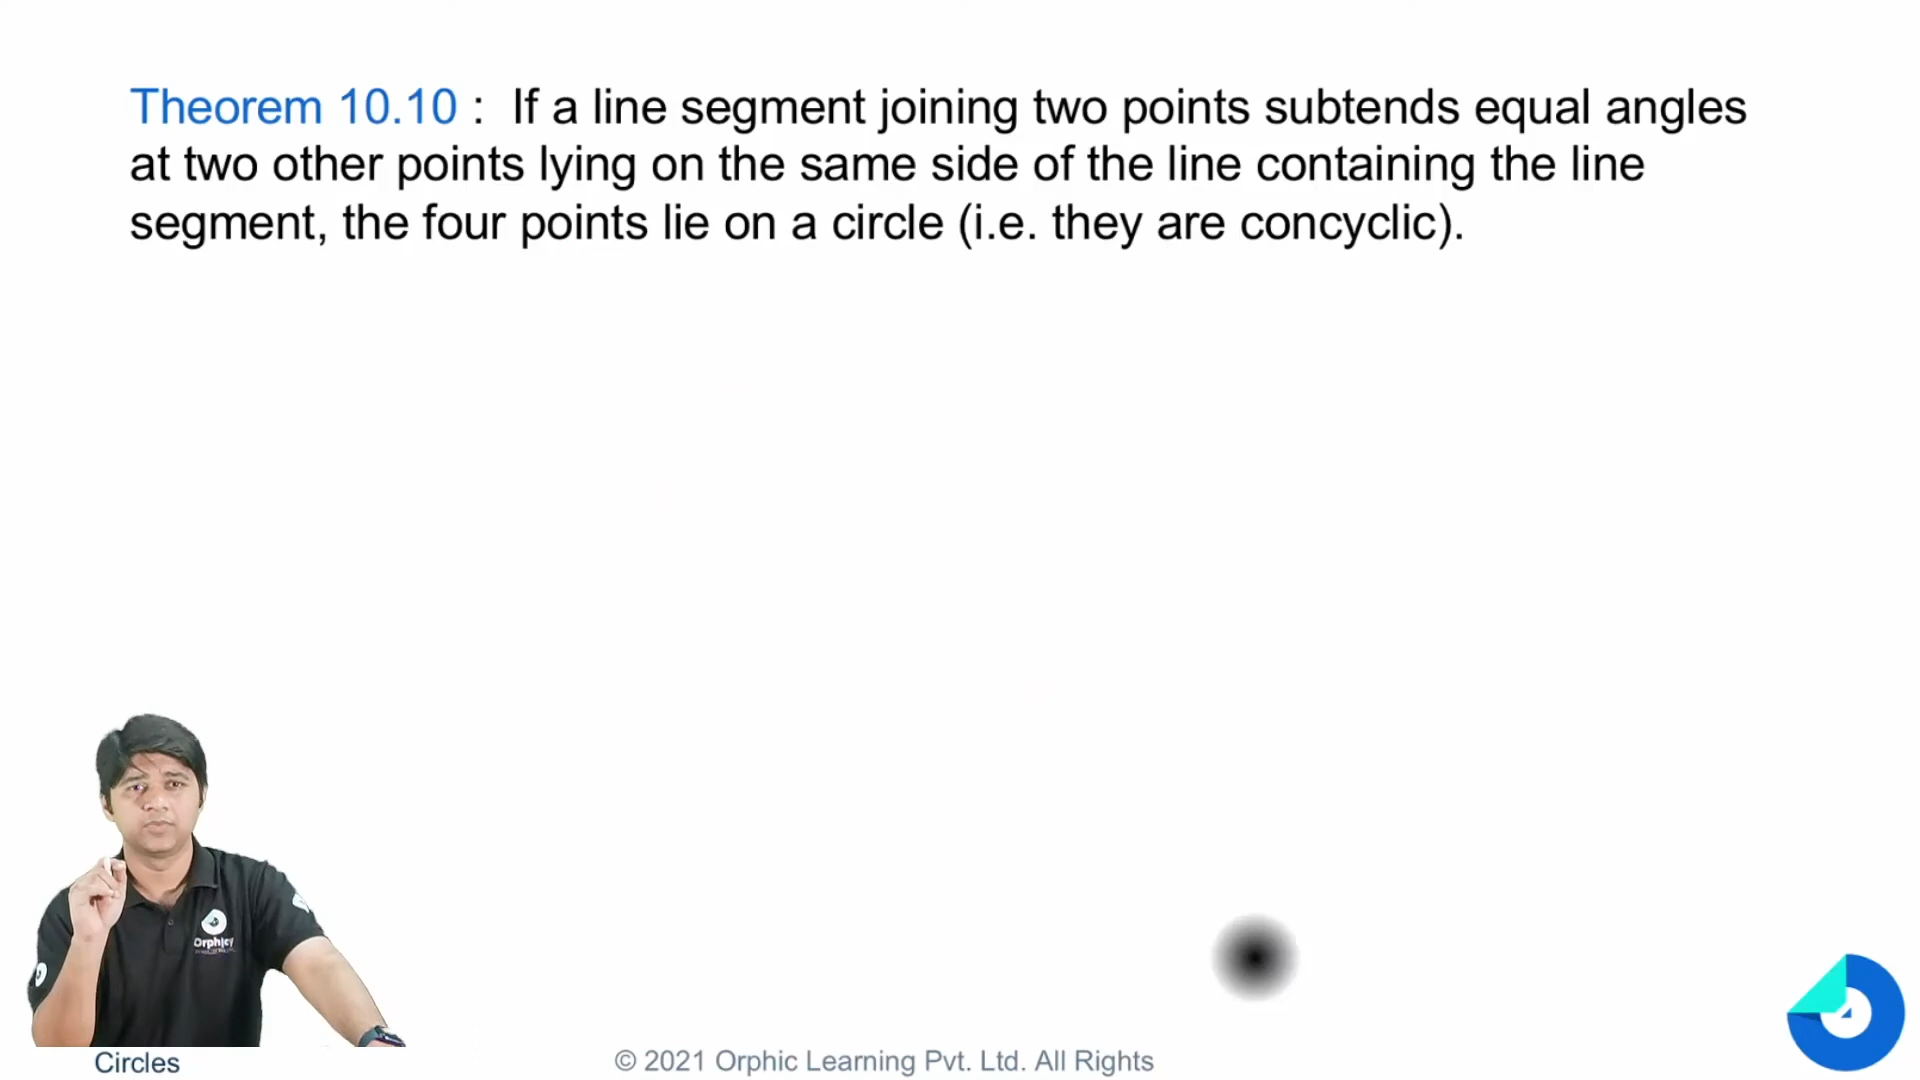 Theorem 10.10 : If a line segment joining two points subtends equal angles
at two other points lying on the same side of the line containing the line
segment, the four points lie on a circle (i.e. they are concyclic).
Orphicy
Circles
© 2021 Orphic Learning Pvt. Ltd. All Rights